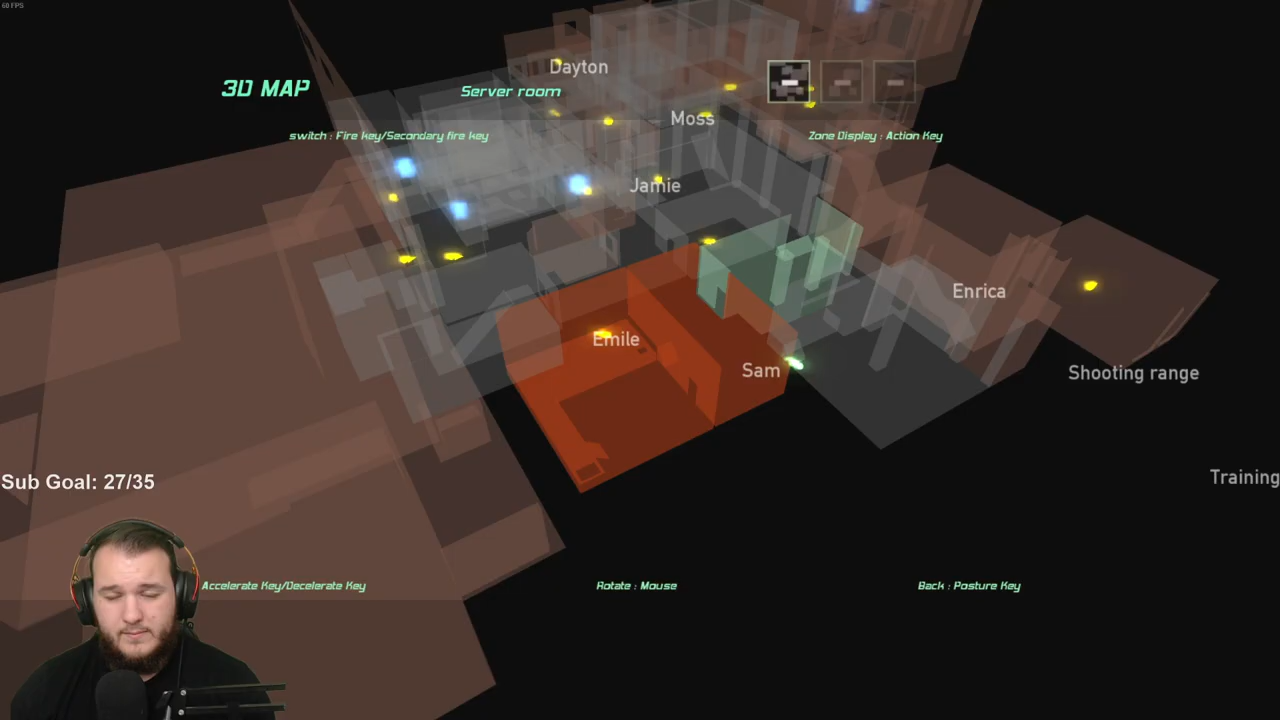 60 FPS
Dayton
3D MAP
Server room
Moss
switch : Fire key/Secondary fire key
Zone Display : Action Key
Jamie
Enrica
Emile
Sam
Shooting range
Sub Goal: 27/35
Training
Accelerate Key/Decelerate Key
Rotate : Mouse
Back : Posture Key